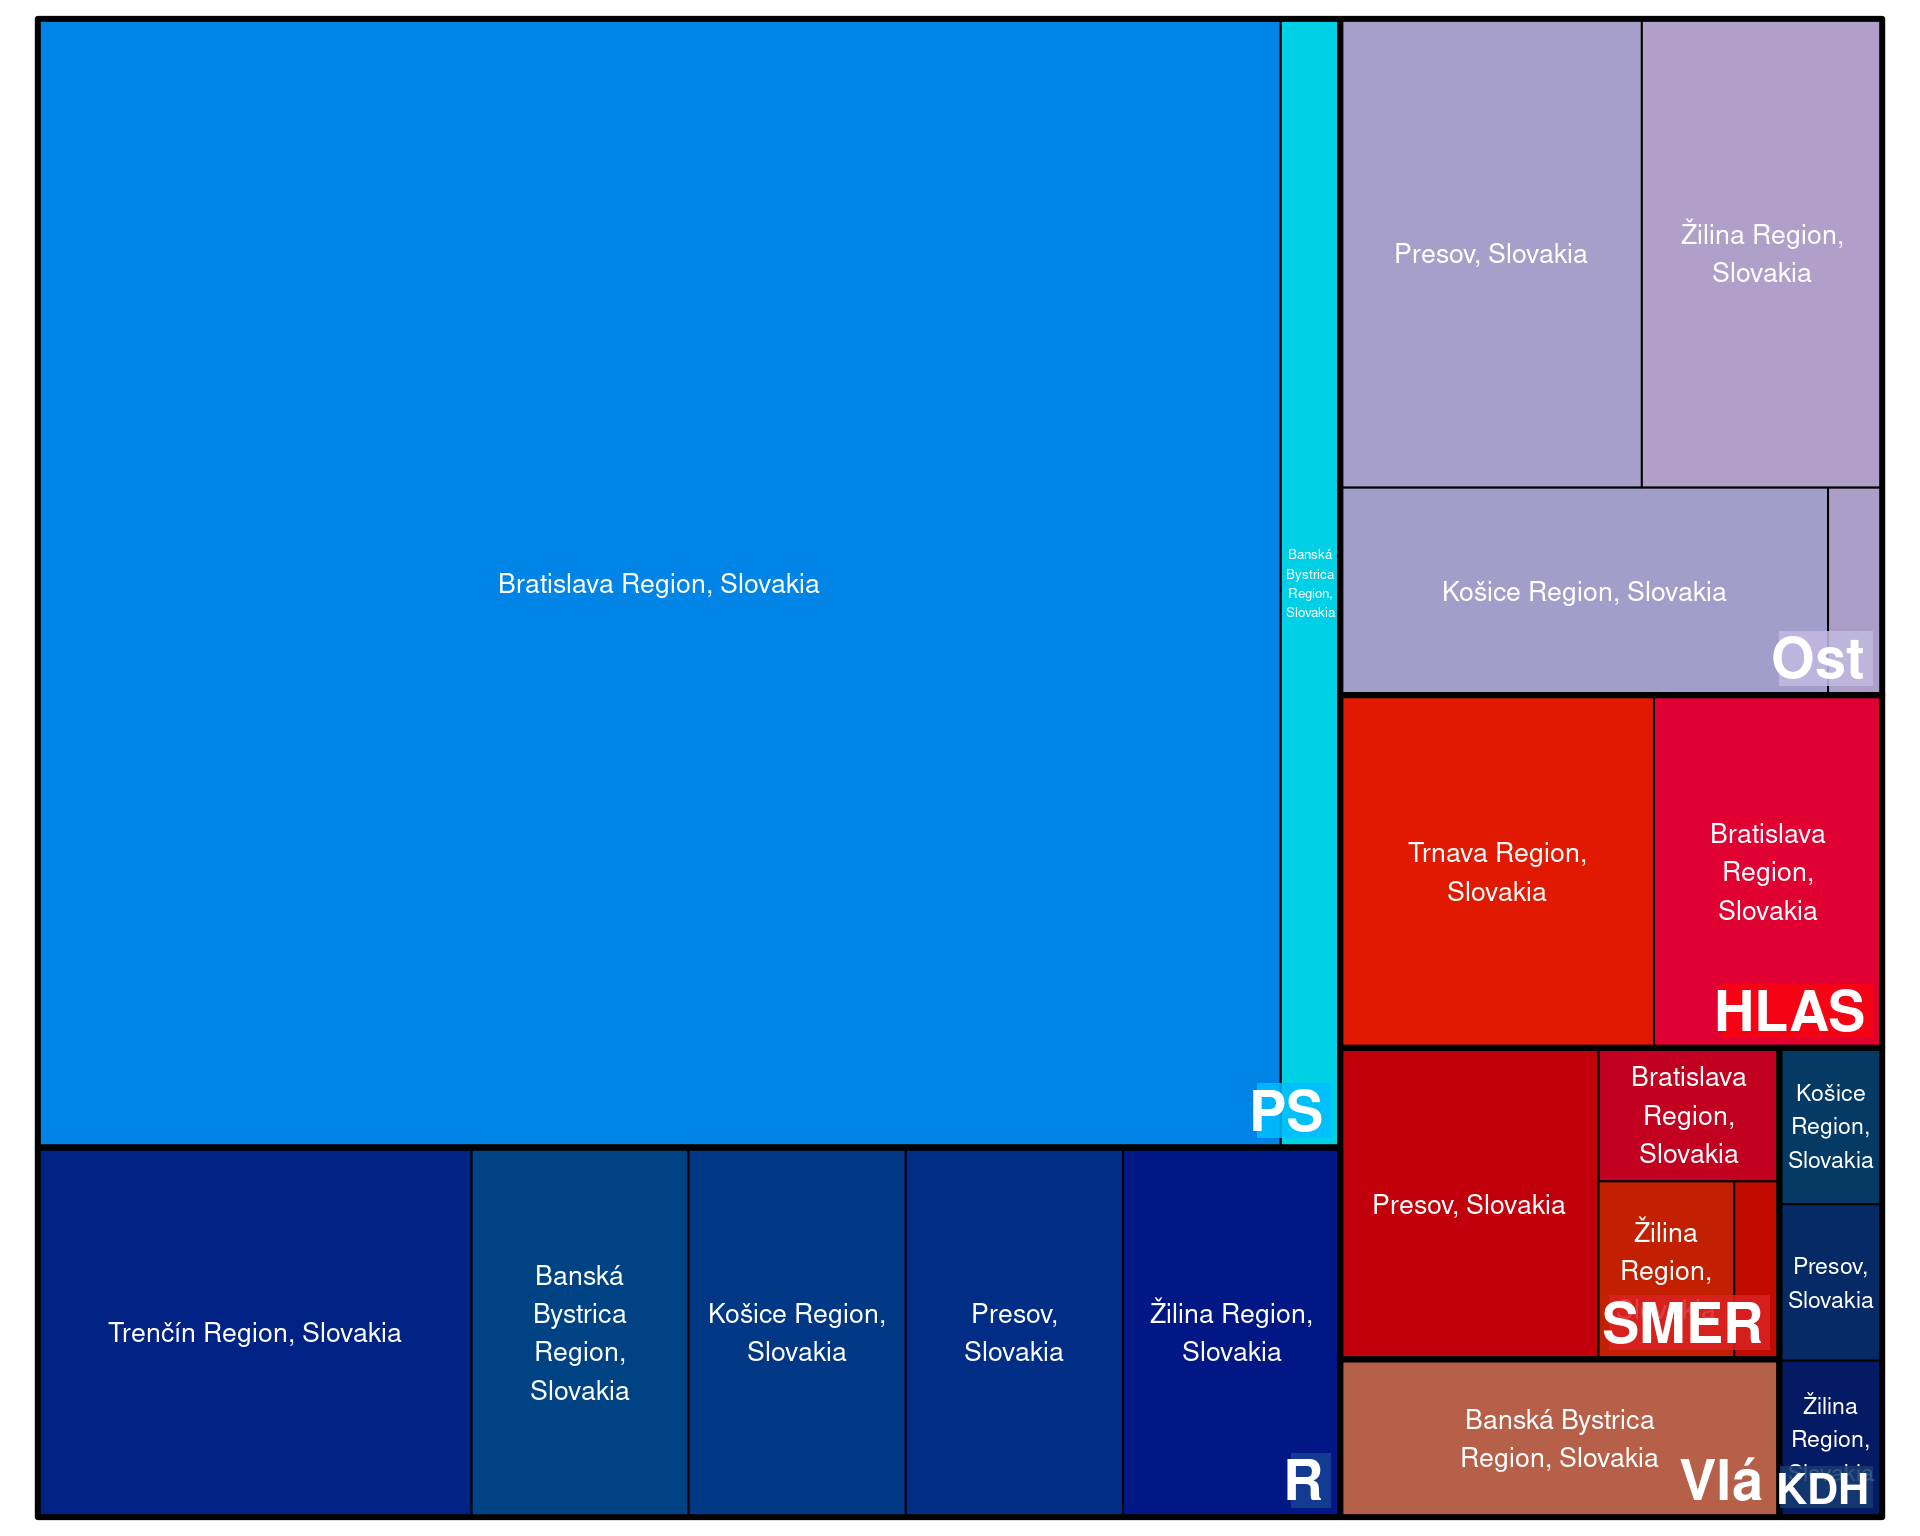 Bratislava Region, Slovakia
Banská
Bystrica
Region,
Slovakia
PS
Presov, Slovakia
Žilina Region,
Slovakia
Košice Region, Slovakia
Ost
Trnava Region,
Slovakia
Bratislava
Region,
Slovakia
HLAS
Trenčín Region, Slovakia
Banská
Bystrica
Region,
Slovakia
Košice Region,
Slovakia
Presov,
Slovakia
Žilina Region,
Slovakia
R
Presov, Slovakia
Bratislava
Region,
Slovakia
Žilina
Region,
SMER
Košice
Region,
Slovakia
Presov,
Slovakia
Žilina
Region,
Slovakia
KDH
Banská Bystrica
Region, Slovakia
Vlá